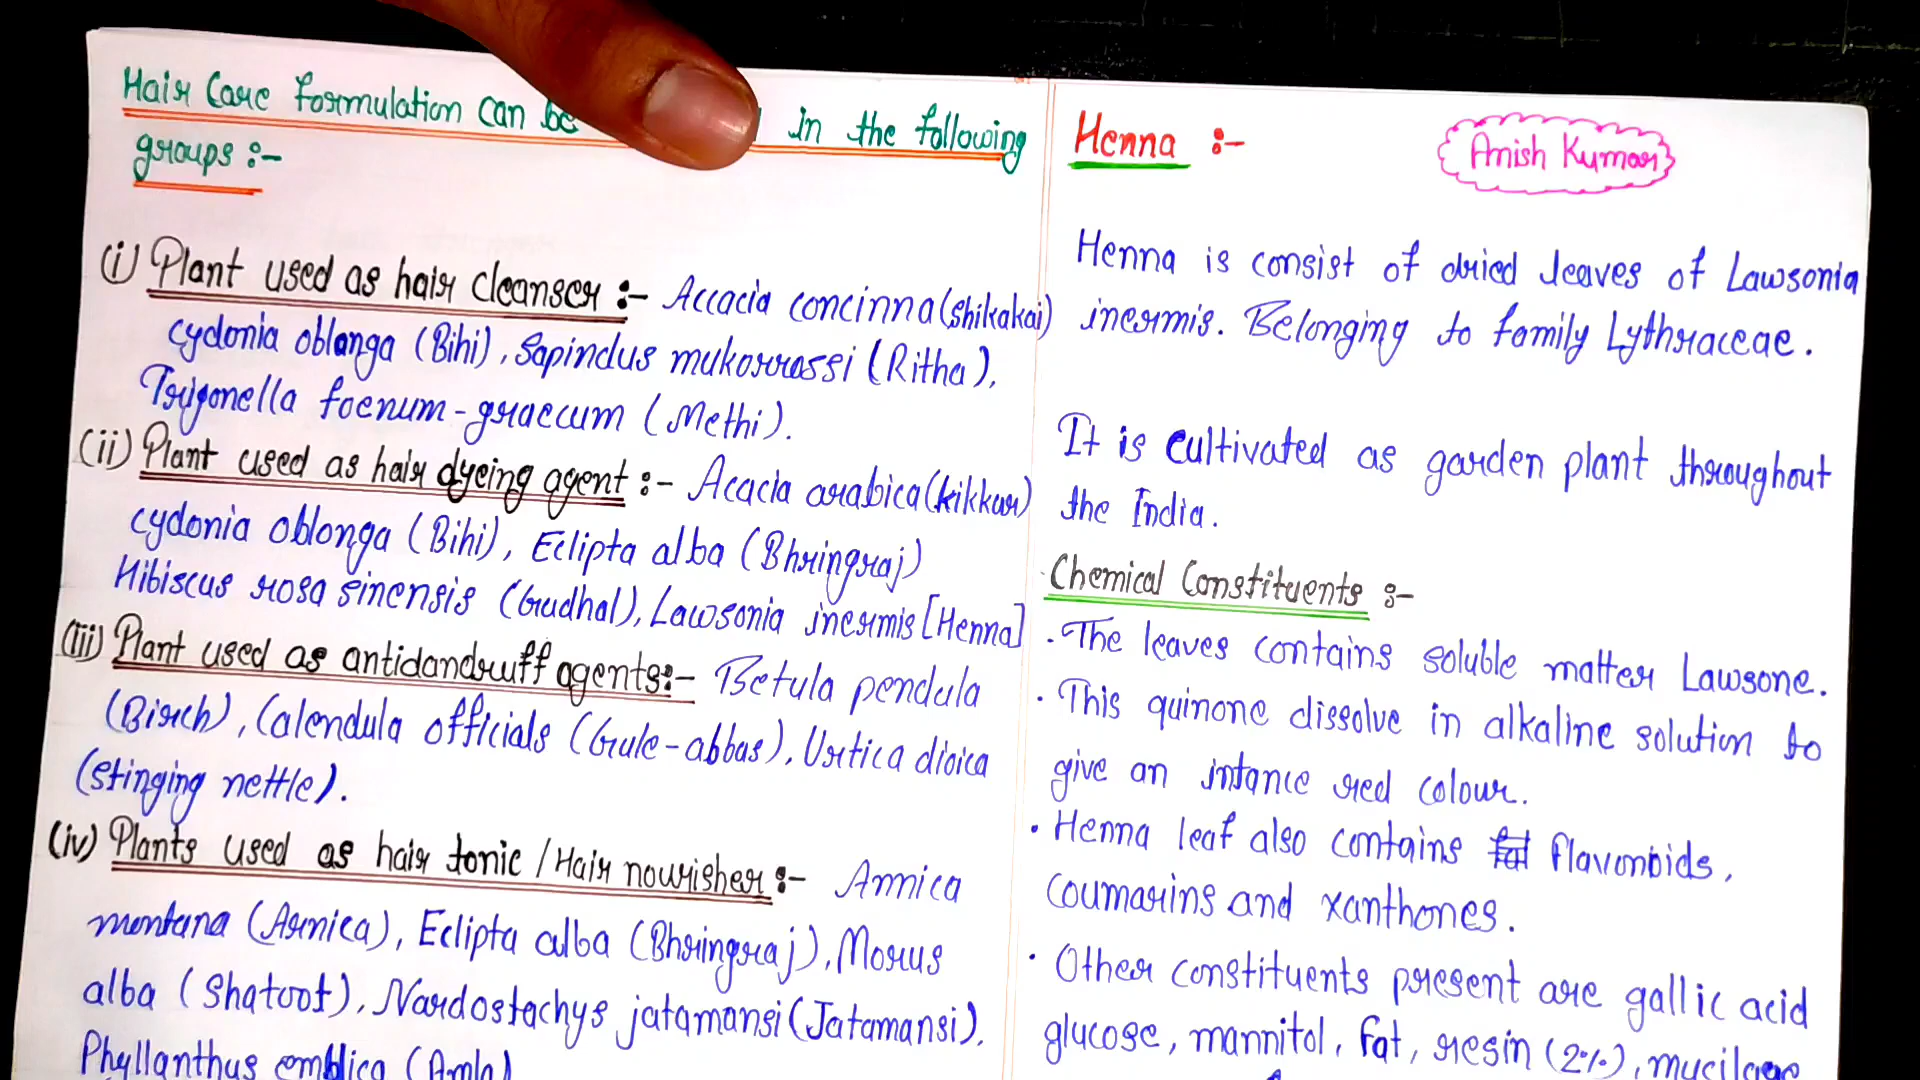 Hair Care formulation can be in the following
groups :-
(i) Plant used as hair cleanser :- Accacia concinna (shikakai)
cydonia oblanga (Bihi), Sapindus mukorrossi (Ritha),
Trigonella foenum-graecum (Methi).
(ii) Plant used as hair dyeing agent :- Acacia arabica (kikkar)
cydonia oblonga (Bihi), Eclipta alba (Bhringraj)
Hibiscus rosa sinensis (Gudhal), Lawsonia inermis [Henna]
(iii) Plant used as antidandruff agents:- Betula pendula
(Birch), Calendula officials (Gule-abbas), Urtica dioica
(stinging nettle).
(iv) Plants used as hair tonic / Hair nourisher :- Arnica
montana (Arnica), Eclipta alba (Bhringraj), Morus
alba (Shatoot), Nardostachys jatamansi (Jatamansi).
Phyllanthus emblica (Amla)
Henna :-
Amish Kumar
Henna is consist of dried leaves of Lawsonia
inermis. Belonging to family Lythraceae.
It is cultivated as garden plant throughout
the India.
Chemical Constituents :-
· The leaves contains soluble matter Lawsone.
· This quinone dissolve in alkaline solution to
give an intance red colour.
· Henna leaf also contains flavonoids,
coumarins and xanthones.
· Other constituents present are gallic acid
glucose, mannitol, fat, resin (2%), mucilage